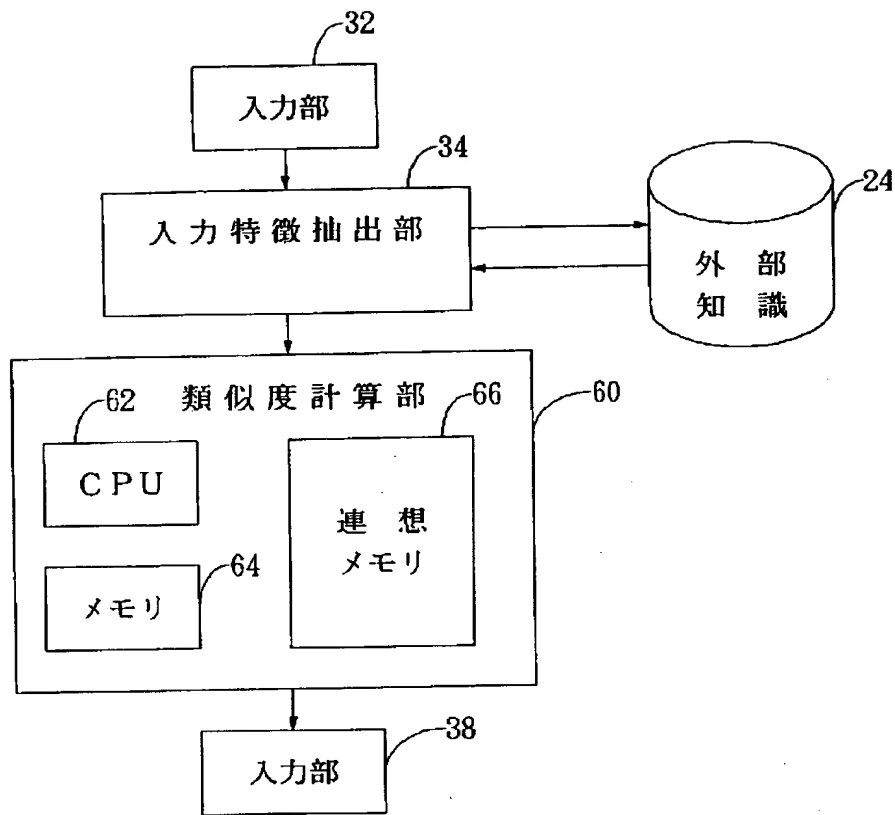 32
入力部
34
入力特徴抽出部
24
外部
知識
60
類似度計算部
62
CPU
66
連想
メモリ
64
メモリ
38
入力部